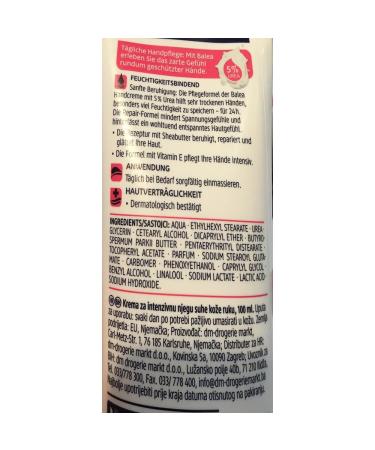 Tägliche Handpflege: Mit Balea
erleben Sie das zarte Gefühl
rundum geschützter Hände.
5%
UREA
FEUCHTIGKEITSBINDEND
Sanfte Beruhigung: Die Pflegeformel der Balea
Handcreme mit 5% Urea hilft sehr trockenen Händen,
besonders viel Feuchtigkeit zu speichern – für 24h.
Die Repair-Formel mindert Spannungsgefühle und
hinterlässt ein wohltuend entspanntes Hautgefühl.
• Die Rezeptur mit Sheabutter beruhigt, repariert und
glättet Ihre Haut.
• Die Formel mit Vitamin E pflegt Ihre Hände intensiv.
ANWENDUNG
Täglich bei Bedarf sorgfältig einmassieren.
HAUTVERTRÄGLICHKEIT
• Dermatologisch bestätigt
INGREDIENTS/SASTOJCI: AQUA · ETHYLHEXYL STEARATE · UREA ·
GLYCERIN · CETEARYL ALCOHOL · DICAPRYLYL ETHER · BUTYRO-
SPERMUM PARKII BUTTER · PENTAERYTHRITYL DISTEARATE ·
TOCOPHERYL ACETATE · PARFUM · SODIUM STEAROYL GLUTA-
MATE · CARBOMER · PHENOXYETHANOL · CAPRYLYL GLYCOL ·
BENZYL ALCOHOL · LINALOOL · SODIUM LACTATE · LACTIC ACID ·
SODIUM HYDROXIDE.
Krema za intenzivnu njegu suhe kože ruku, 100 ml. Uputa
za uporabu: svaki dan po potrebi pažljivo umasirati u kožu. Zemlja
podrijetla: EU, Njemačka; Proizvođač: dm-drogerie markt,
Carl-Metz-Str. 1, 76 185 Karlsruhe, Njemačka; Distributer za HR:
dm-drogerie markt d.o.o., Kovinska 5a, 10090 Zagreb; Uvoznik za
BiH: dm drogerie markt d.o.o., Lužansko polje 40b, 71 210 Ilidža,
Tel. 033/778 300, Fax. 033/ 778 400, info@dm-drogeriemarkt.ba
Najbolje upotrijebiti prije kraja datuma otisnutog na pakiranju.